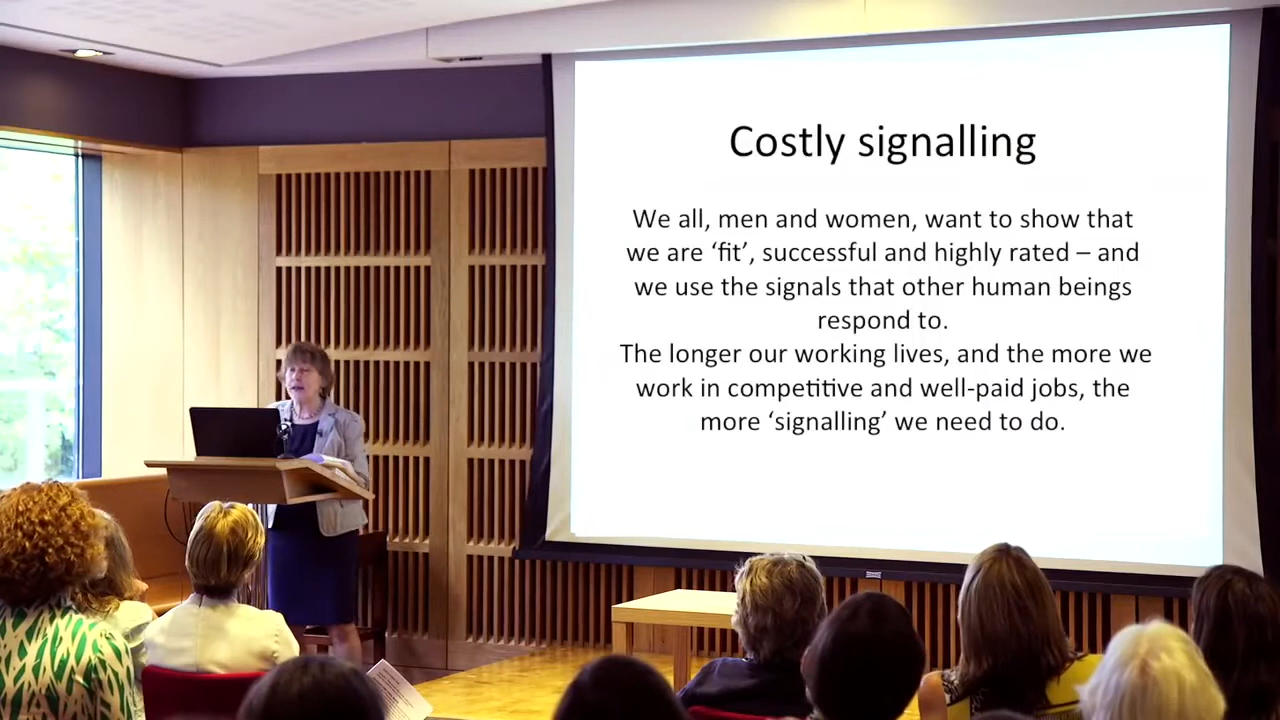 Costly signalling
We all, men and women, want to show that
we are ‘fit’, successful and highly rated – and
we use the signals that other human beings
respond to.
The longer our working lives, and the more we
work in competitive and well-paid jobs, the
more ‘signalling’ we need to do.